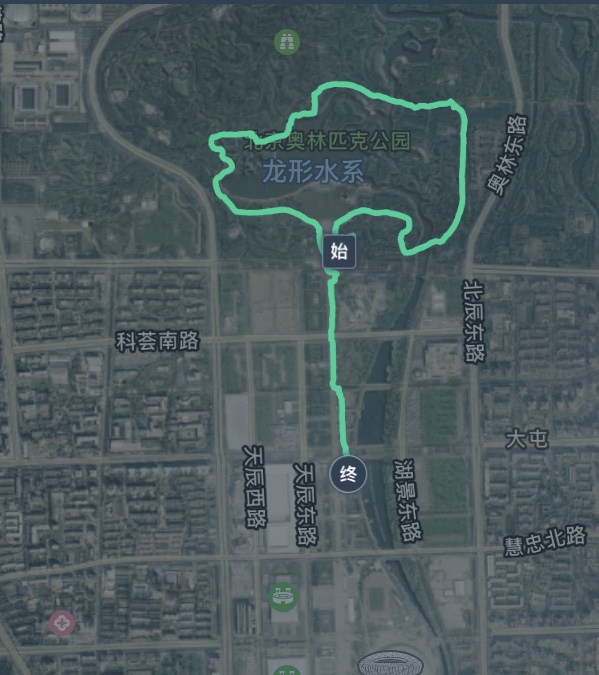 北京奥林匹克公园
龙形水系
奥林东路
始
北辰东路
科荟南路
大屯
天辰西路
天辰东路
终
湖景东路
慧忠北路